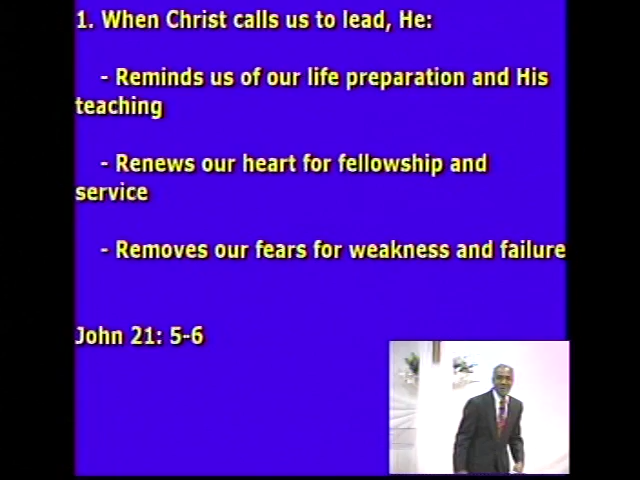 1. When Christ calls us to lead, He:
- Reminds us of our life preparation and His
teaching
- Renews our heart for fellowship and
service
- Removes our fears for weakness and failure
John 21: 5-6